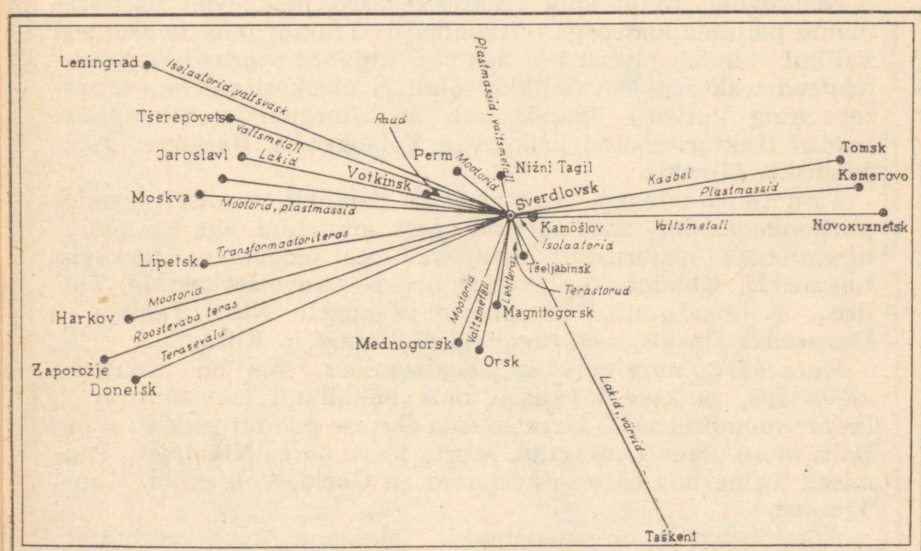 Leningrad
Isolaatorid, valtsvask
Plastmassid, valtsmetall
Tšerepovets
valtsmetall
Raud
Jaroslavl
Lakid
Perm
Mootorid
Nižni Tagil
Tomsk
Votkinsk
Sverdlovsk
Kaabel
Kemerovo
Plastmassid
Moskva
Mootorid, plastmassid
Kamõšlov
Valtsmetall
Novokuznetsk
Isolaatorid
Transformaatoriteras
Lipetsk
Tšeljabinsk
Lehtteras
Terastorud
Mootorid
Mootorid
Valtsmetall
Magnitogorsk
Harkov
Roostevaba teras
Terasevalu
Mednogorsk
Orsk
Zaporožje
Donetsk
Lakid, värvid
Taškent